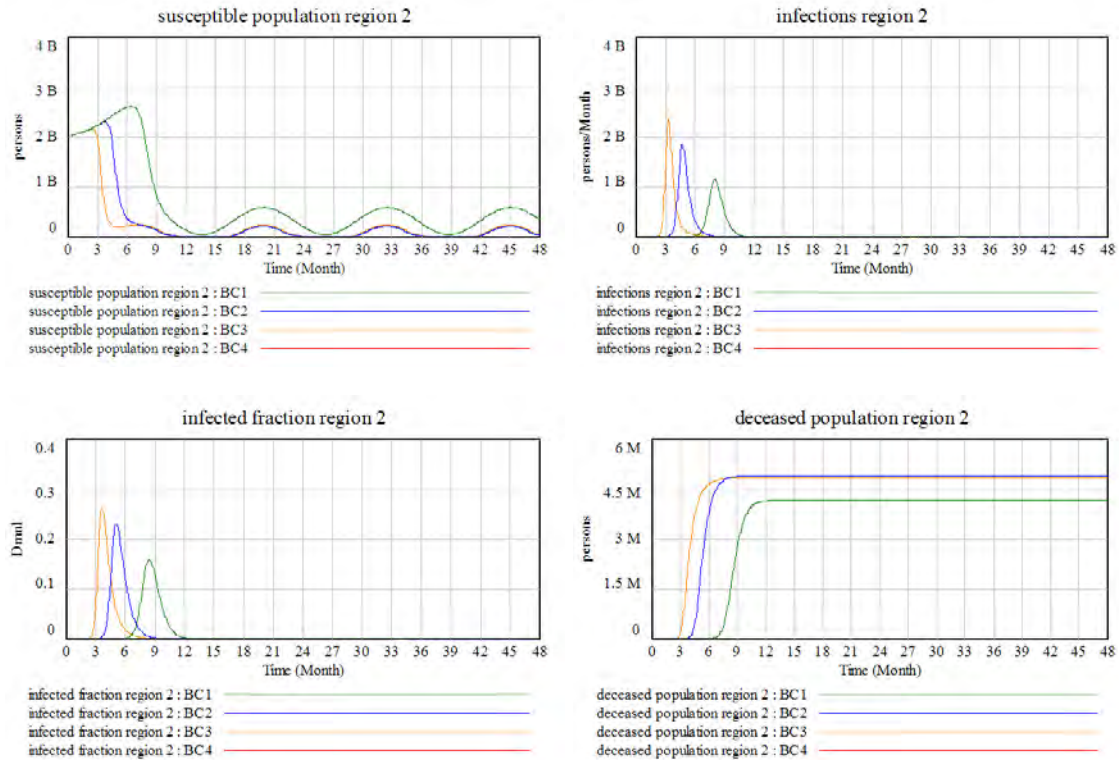 susceptible population region 2
4 B
3 B
2 B
1 B
0
persons
0 3 6 9 12 15 18 21 24 27 30 33 36 39 42 45 48
Time (Month)
susceptible population region 2 : BC1
susceptible population region 2 : BC2
susceptible population region 2 : BC3
susceptible population region 2 : BC4
infections region 2
4 B
3 B
2 B
1 B
0
persons/Month
0 3 6 9 12 15 18 21 24 27 30 33 36 39 42 45 48
Time (Month)
infections region 2 : BC1
infections region 2 : BC2
infections region 2 : BC3
infections region 2 : BC4
infected fraction region 2
0.4
0.3
0.2
0.1
0
Dmnl
0 3 6 9 12 15 18 21 24 27 30 33 36 39 42 45 48
Time (Month)
infected fraction region 2 : BC1
infected fraction region 2 : BC2
infected fraction region 2 : BC3
infected fraction region 2 : BC4
deceased population region 2
6 M
4.5 M
3 M
1.5 M
0
persons
0 3 6 9 12 15 18 21 24 27 30 33 36 39 42 45 48
Time (Month)
deceased population region 2 : BC1
deceased population region 2 : BC2
deceased population region 2 : BC3
deceased population region 2 : BC4